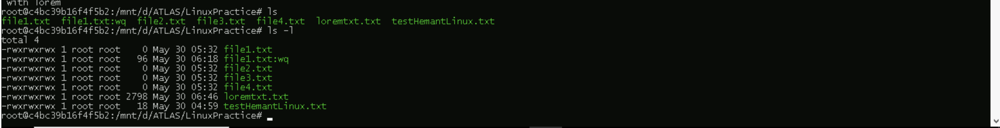 with lorem
root@c4bc39b16f4f5b2:/mnt/d/ATLAS/LinuxPractice# ls
file1.txt  file1.txt:wq  file2.txt  file3.txt  file4.txt  loremtxt.txt  testHemantLinux.txt
root@c4bc39b16f4f5b2:/mnt/d/ATLAS/LinuxPractice# ls -l
total 4
-rwxrwxrwx 1 root root    0 May 30 05:32 file1.txt
-rwxrwxrwx 1 root root   96 May 30 06:18 file1.txt:wq
-rwxrwxrwx 1 root root    0 May 30 05:32 file2.txt
-rwxrwxrwx 1 root root    0 May 30 05:32 file3.txt
-rwxrwxrwx 1 root root    0 May 30 05:32 file4.txt
-rwxrwxrwx 1 root root 2798 May 30 06:46 loremtxt.txt
-rwxrwxrwx 1 root root   18 May 30 04:59 testHemantLinux.txt
root@c4bc39b16f4f5b2:/mnt/d/ATLAS/LinuxPractice#